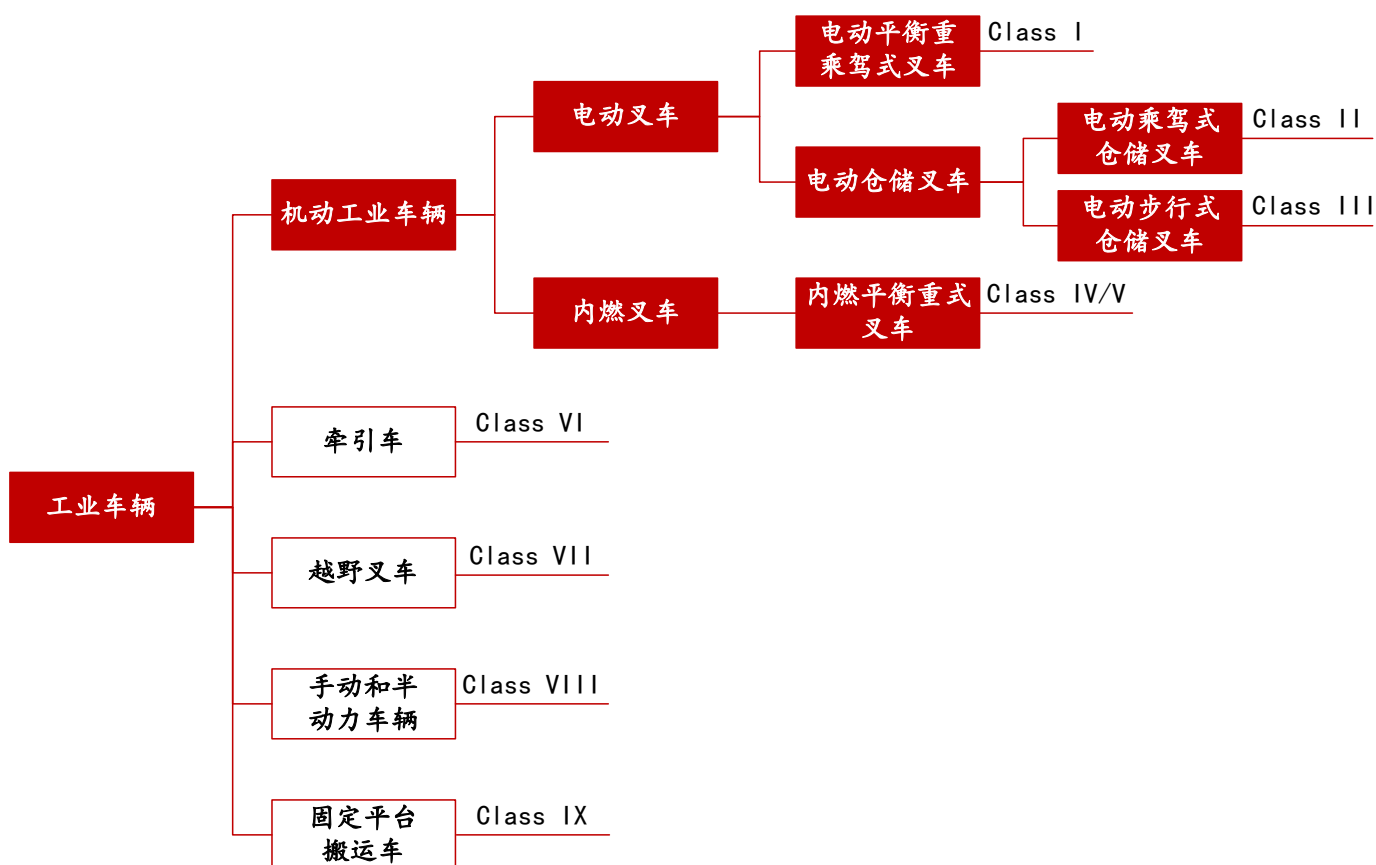 电动平衡重
乘驾式叉车
Class I
电动叉车
电动乘驾式
仓储叉车
Class II
电动仓储叉车
机动工业车辆
电动步行式
仓储叉车
Class III
内燃叉车
内燃平衡重式
叉车
Class IV/V
牵引车
Class VI
工业车辆
越野叉车
Class VII
手动和半
动力车辆
Class VIII
固定平台
搬运车
Class IX